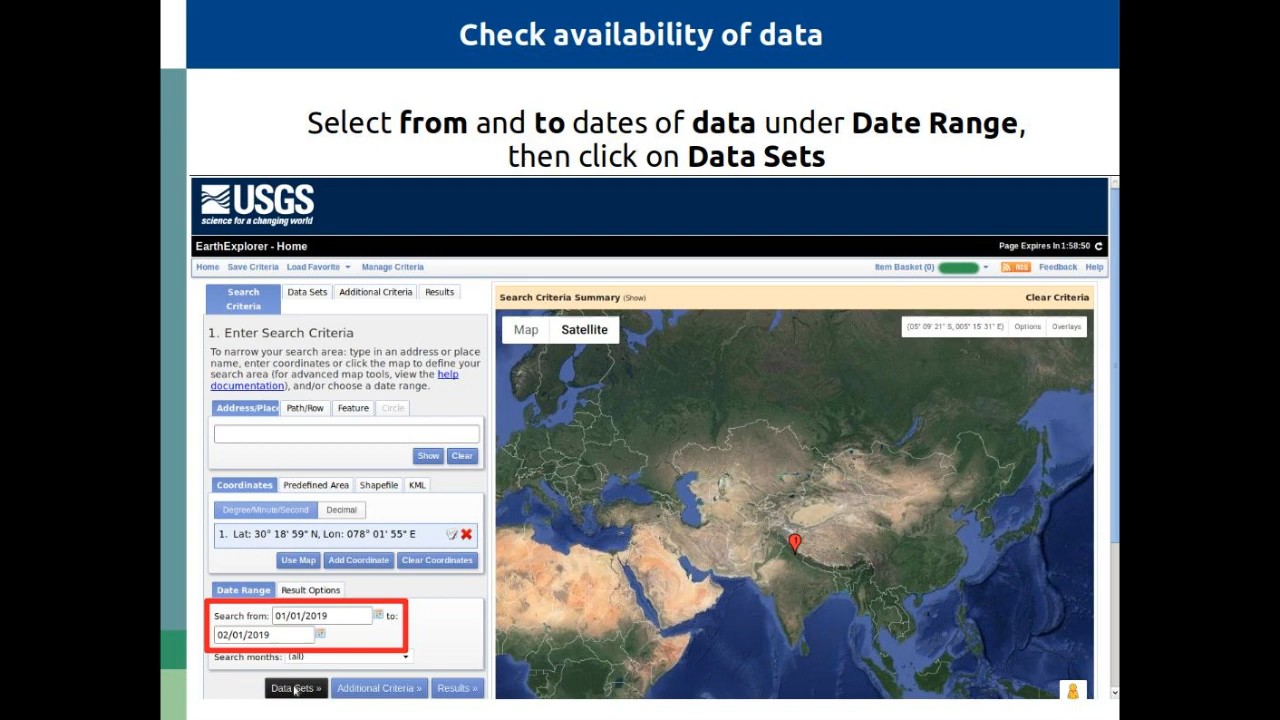 Check availability of data
Select from and to dates of data under Date Range,
then click on Data Sets
USGS
science for a changing world
EarthExplorer - Home
Page Expires In 1:58:50
Home Save Criteria Load Favorite Manage Criteria
Item Basket (0) RSS Feedback Help
Search Criteria
Data Sets Additional Criteria Results
Search Criteria Summary (Show)
Clear Criteria
1. Enter Search Criteria
To narrow your search area: type in an address or place
name, enter coordinates or click the map to define your
search area (for advanced map tools, view the help
documentation), and/or choose a date range.
Address/Plac Path/Row Feature Circle
Show Clear
Coordinates Predefined Area Shapefile KML
Degree/Minute/Second Decimal
1. Lat: 30° 18' 59" N, Lon: 078° 01' 55" E
Use Map Add Coordinate Clear Coordinates
Date Range Result Options
Search from: 01/01/2019 to:
02/01/2019
Search months: (all)
Data Sets » Additional Criteria » Results »
Map Satellite
(05° 09' 21" S, 005° 15' 31" E) Options Overlays
1